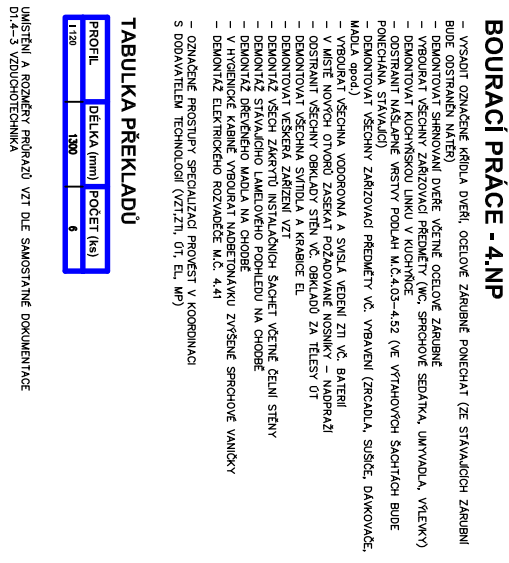 BOURACÍ PRÁCE - 4.NP
– VYSADIT OZNAČENÉ KŘÍDLA DVEŘÍ, OCELOVÉ ZÁRUBNĚ PONECHAT (ZE STÁVAJÍCÍCH ZÁRUBNÍ
BUDE ODSTRANĚN NÁTĚR)
– DEMONTOVAT SHRNOVANÍ DVEŘE VČETNĚ OCELOVÉ ZÁRUBNĚ
– VYBOURAT VŠECHNY ZAŘIZOVACÍ PŘEDMĚTY (WC, SPRCHOVÉ SEDÁTKA, UMYVADLA, VÝLEVKY)
– DEMONTOVAT KUCHYŇSKOU LINKU V KUCHYŇCE
– ODSTRANIT NÁŠLAPNÉ VRSTVY PODLAH M.Č.4.03–4.52 (VE VÝTAHOVÝCH ŠACHTÁCH BUDE
PONECHÁNA STÁVAJÍCÍ)
– DEMONTOVAT VŠECHNY ZAŘIZOVACÍ PŘEDMĚTY VČ. VYBAVENÍ (ZRCADLA, SUŠIČE, DÁVKOVAČE,
MADLA apod.)
– VYBOURAT VŠECHNA VODOROVNÁ A SVISLÁ VEDENÍ ZTI VČ. BATERIÍ
– V MÍSTĚ NOVÝCH OTVORŮ ZASEKAT POŽADOVANÉ NOSNÍKY – NADPRAŽÍ
– ODSTRANIT VŠECHNY OBKLADY STĚN VČ. OBKLADŮ ZA TĚLESY ÚT
– DEMONTOVAT VŠECHNA SVÍTIDLA A KRABICE EL
– DEMONTOVAT VEŠKERÁ ZAŘÍZENÍ VZT
– DEMONTÁŽ VŠECH ZÁKRYTŮ INSTALAČNÍCH ŠACHET VČETNĚ ČELNÍ STĚNY
– DEMONTÁŽ STÁVAJÍCÍHO LAMELOVÉHO PODHLEDU NA CHODBĚ
– DEMONTÁŽ DŘEVĚNÉHO MADLA NA CHODBĚ
– V HYGIENICKÉ KABINĚ VYBOURAT NADBETONÁVKU ZVÝŠENÉ SPRCHOVÉ VANIČKY
– DEMONTÁŽ ELEKTRICKÉHO ROZVADĚČE M.Č. 4.41
– OZNAČENÉ PROSTUPY SPECIALIZACÍ PROVÉST V KOORDINACI
S DODAVATELEM TECHNOLOGIÍ (VZT,ZTI, ÚT, EL, MP)
TABULKA PŘEKLADŮ
PROFIL DÉLKA (mm) POČET (ks)
I 120 1300 6
UMÍSTĚNÍ A ROZMĚRY PRŮRAZŮ VZT DLE SAMOSTATNÉ DOKUMENTACE
D1.4–3 VZDUCHOTECHNIKA